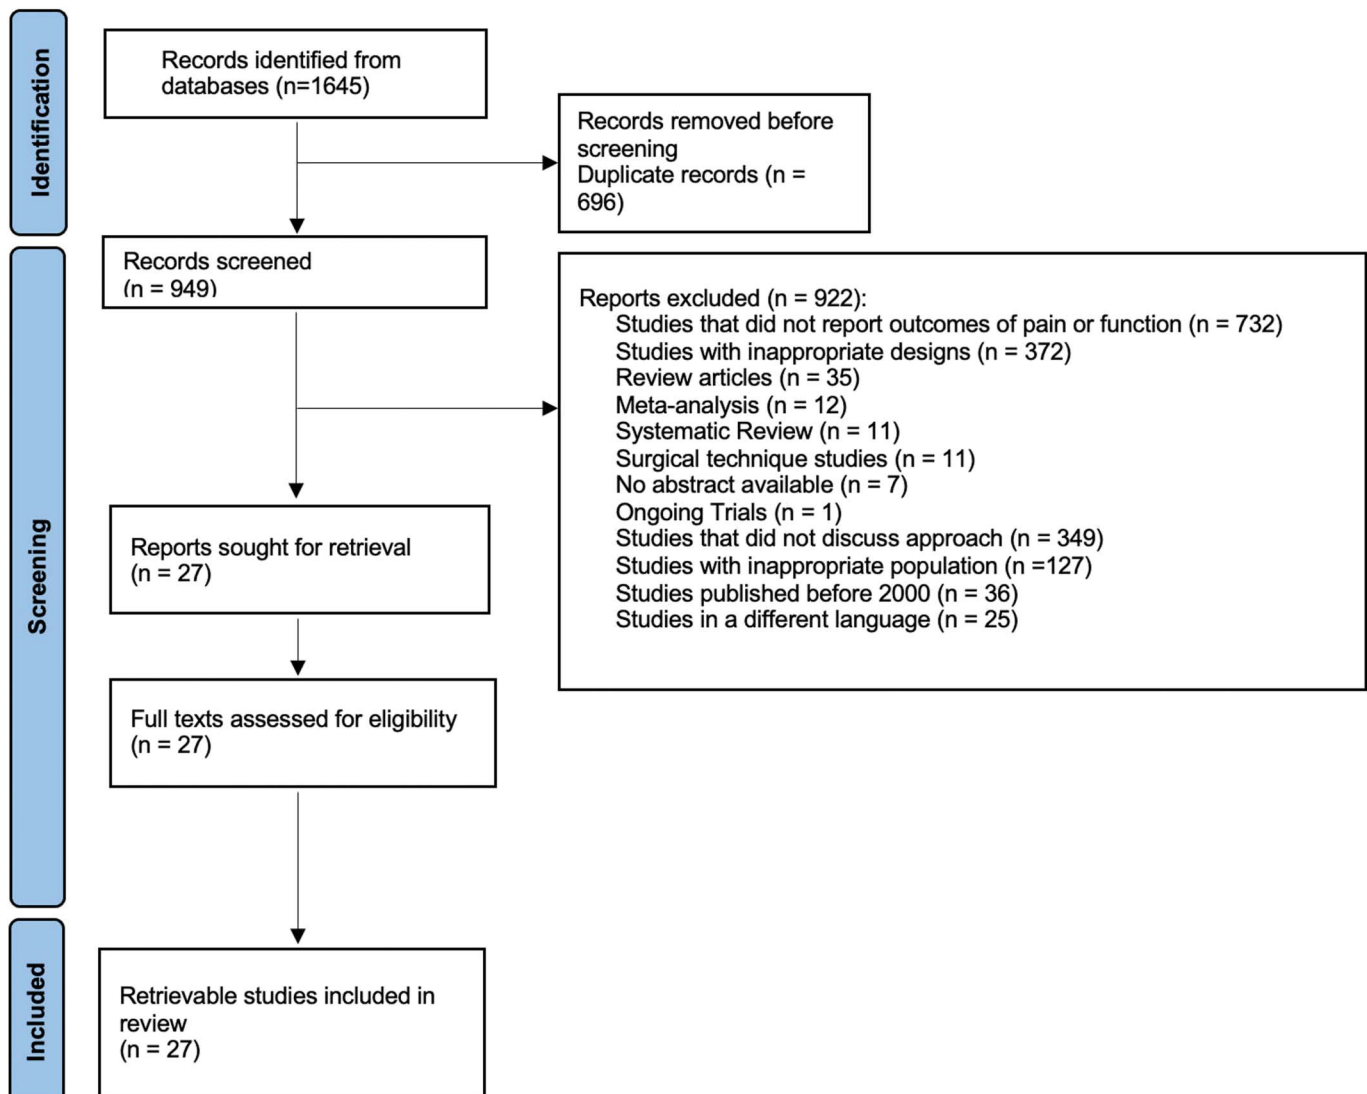 Identification
Records identified from
databases (n=1645)
Records removed before
screening
Duplicate records (n =
696)
Screening
Records screened
(n = 949)
Reports excluded (n = 922):
Studies that did not report outcomes of pain or function (n = 732)
Studies with inappropriate designs (n = 372)
Review articles (n = 35)
Meta-analysis (n = 12)
Systematic Review (n = 11)
Surgical technique studies (n = 11)
No abstract available (n = 7)
Ongoing Trials (n = 1)
Studies that did not discuss approach (n = 349)
Studies with inappropriate population (n =127)
Studies published before 2000 (n = 36)
Studies in a different language (n = 25)
Reports sought for retrieval
(n = 27)
Full texts assessed for eligibility
(n = 27)
Included
Retrievable studies included in
review
(n = 27)